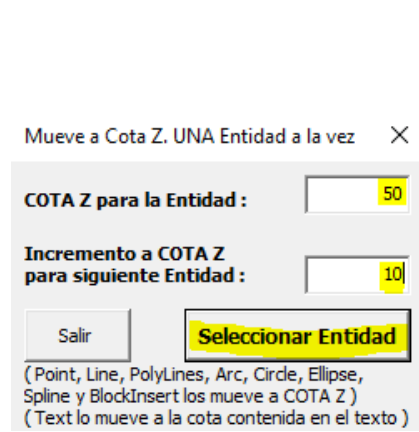 Mueve a Cota Z. UNA Entidad a la vez
COTA Z para la Entidad : 50
Incremento a COTA Z
para siguiente Entidad : 10
Salir Seleccionar Entidad
( Point, Line, PolyLines, Arc, Circle, Ellipse,
Spline y BlockInsert los mueve a COTA Z )
( Text lo mueve a la cota contenida en el texto )